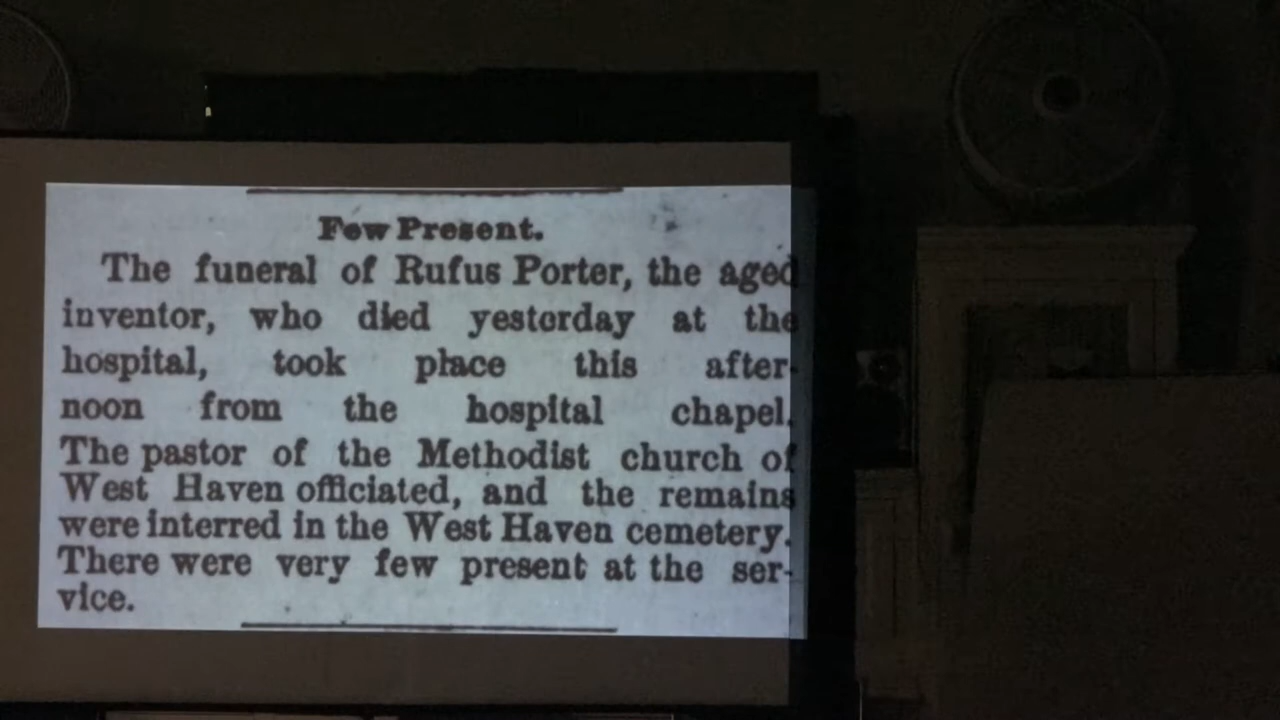 Few Present.
The funeral of Rufus Porter, the aged
inventor, who died yesterday at the
hospital, took place this after-
noon from the hospital chapel.
The pastor of the Methodist church of
West Haven officiated, and the remains
were interred in the West Haven cemetery.
There were very few present at the ser-
vice.